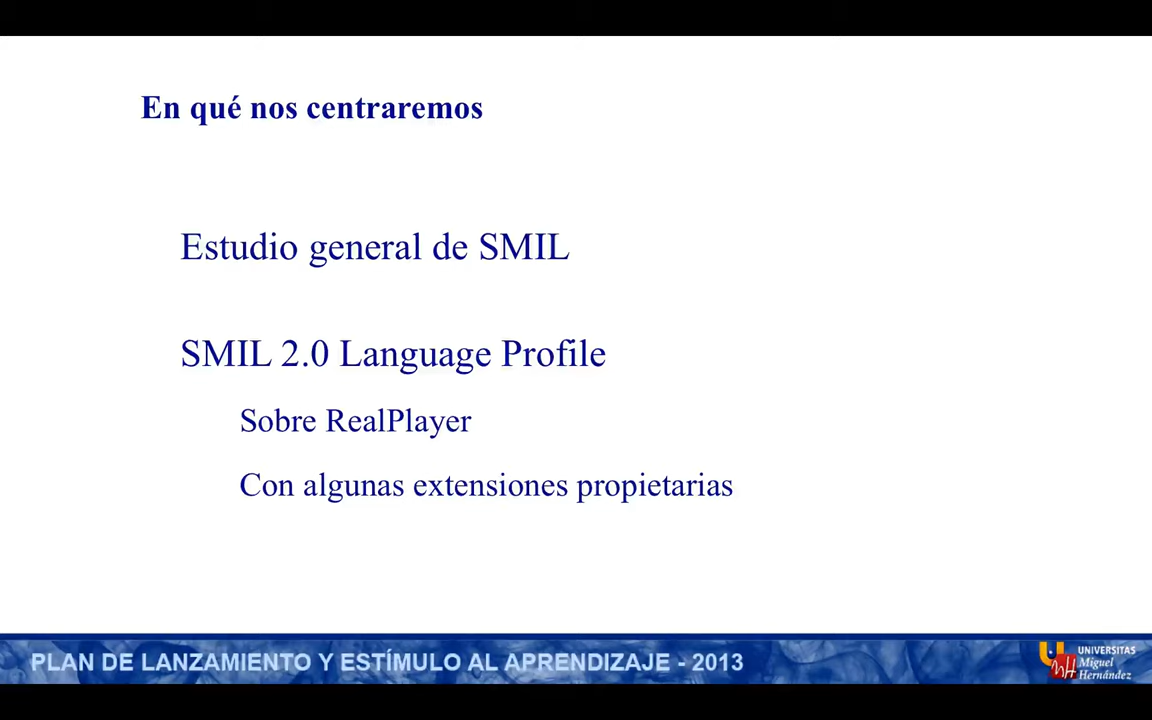 En qué nos centraremos
Estudio general de SMIL
SMIL 2.0 Language Profile
Sobre RealPlayer
Con algunas extensiones propietarias
PLAN DE LANZAMIENTO Y ESTÍMULO AL APRENDIZAJE - 2013
UNIVERSITAS
Miguel
Hernández